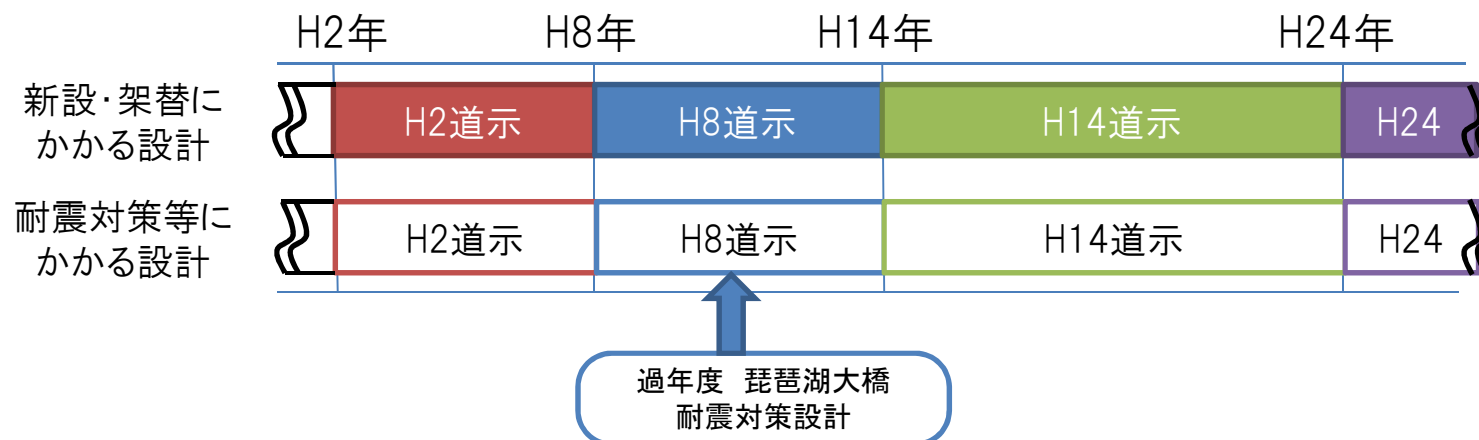 H2年 H8年 H14年 H24年
新設・架替に
かかる設計
H2道示 H8道示 H14道示 H24
耐震対策等に
かかる設計
H2道示 H8道示 H14道示 H24
過年度 琵琶湖大橋
耐震対策設計